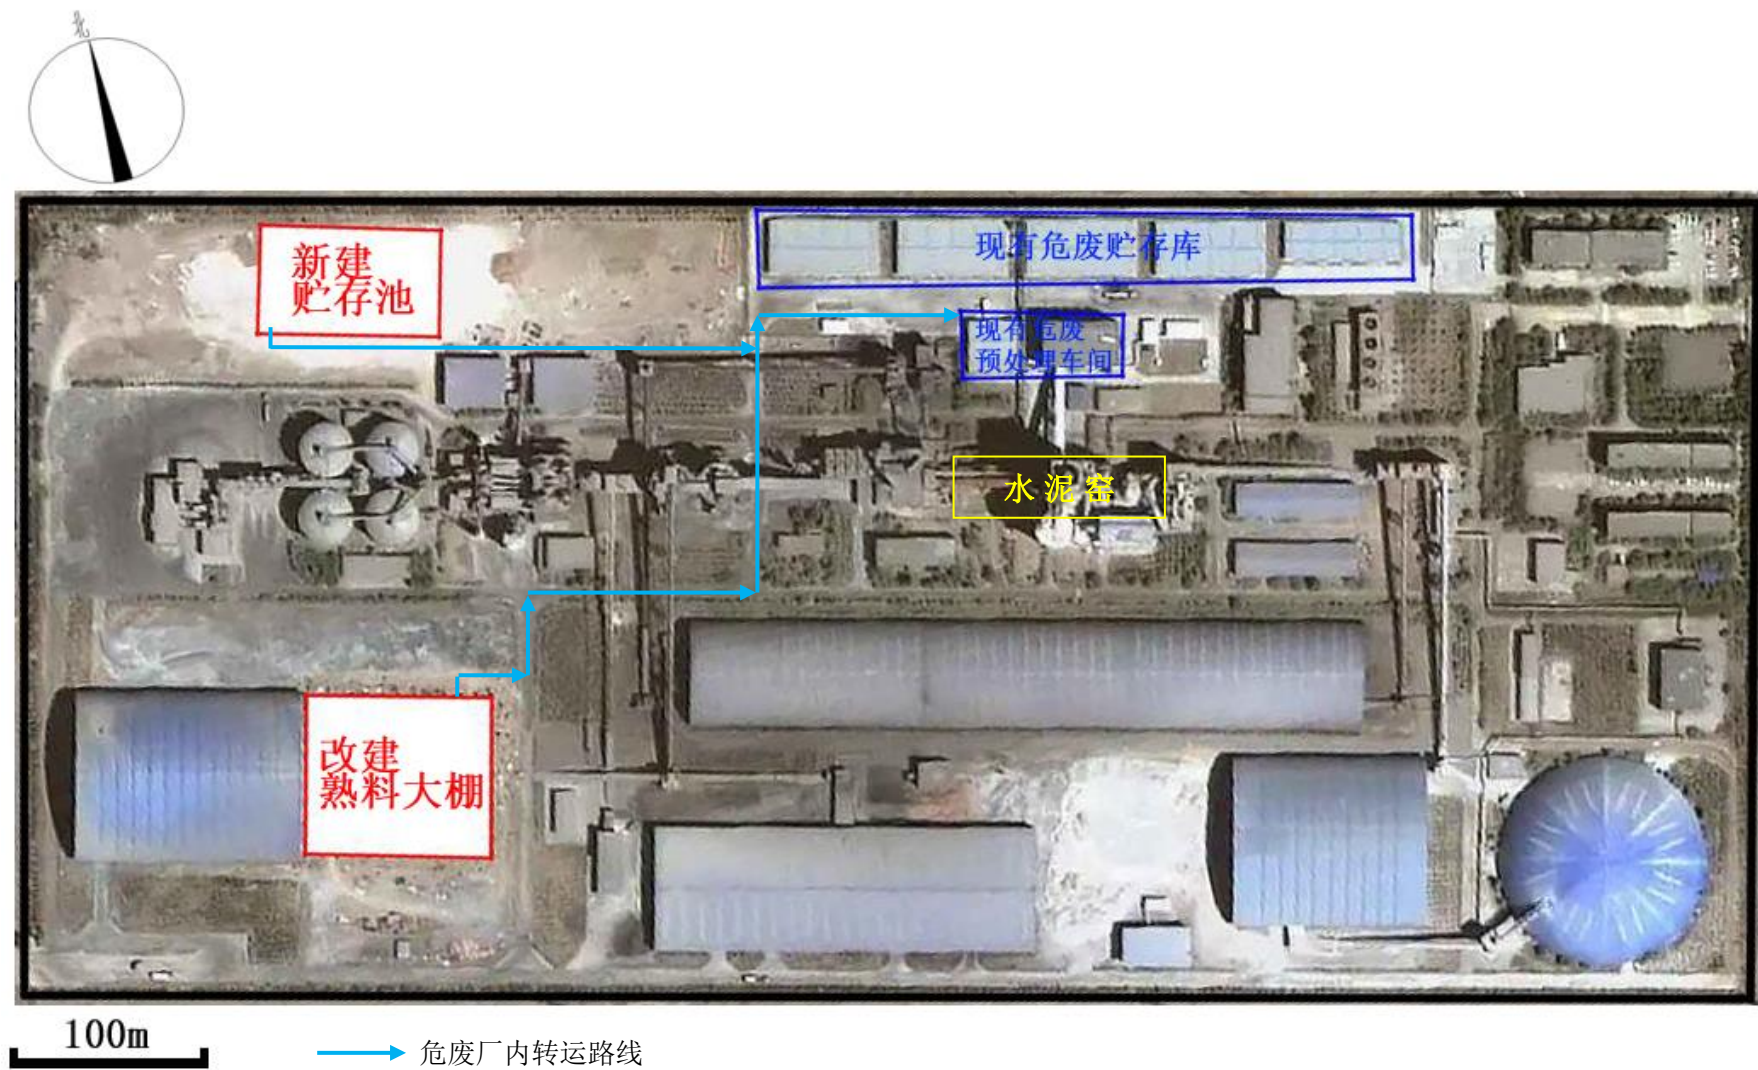 北
新建
贮存池
现有危废贮存库
现有危废
预处理车间
水泥窑
改建
熟料大棚
100m
危废厂内转运路线